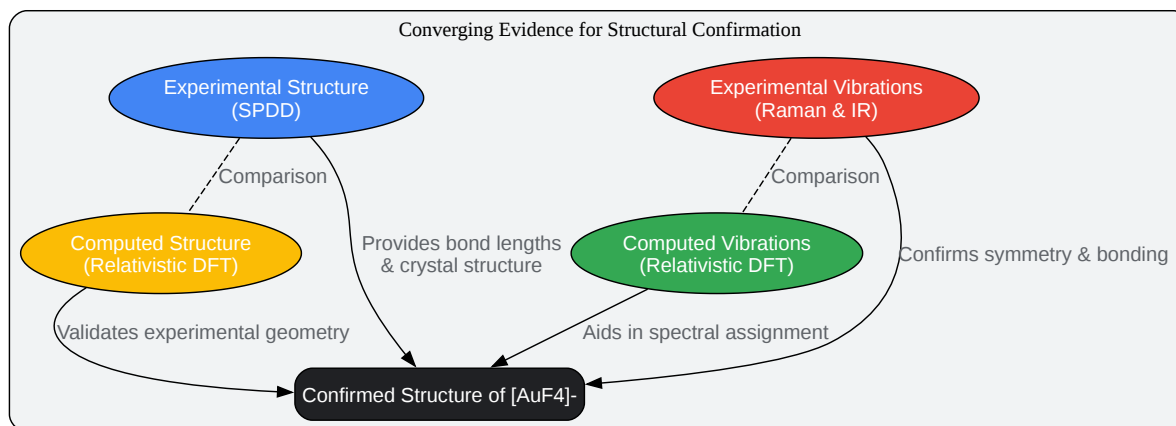 Converging Evidence for Structural Confirmation
Experimental Structure
(SPDD)
Experimental Vibrations
(Raman & IR)
Comparison
Comparison
Computed Structure
(Relativistic DFT)
Provides bond lengths
& crystal structure
Computed Vibrations
(Relativistic DFT)
Confirms symmetry & bonding
Validates experimental geometry
Aids in spectral assignment
Confirmed Structure of [AuF4]-